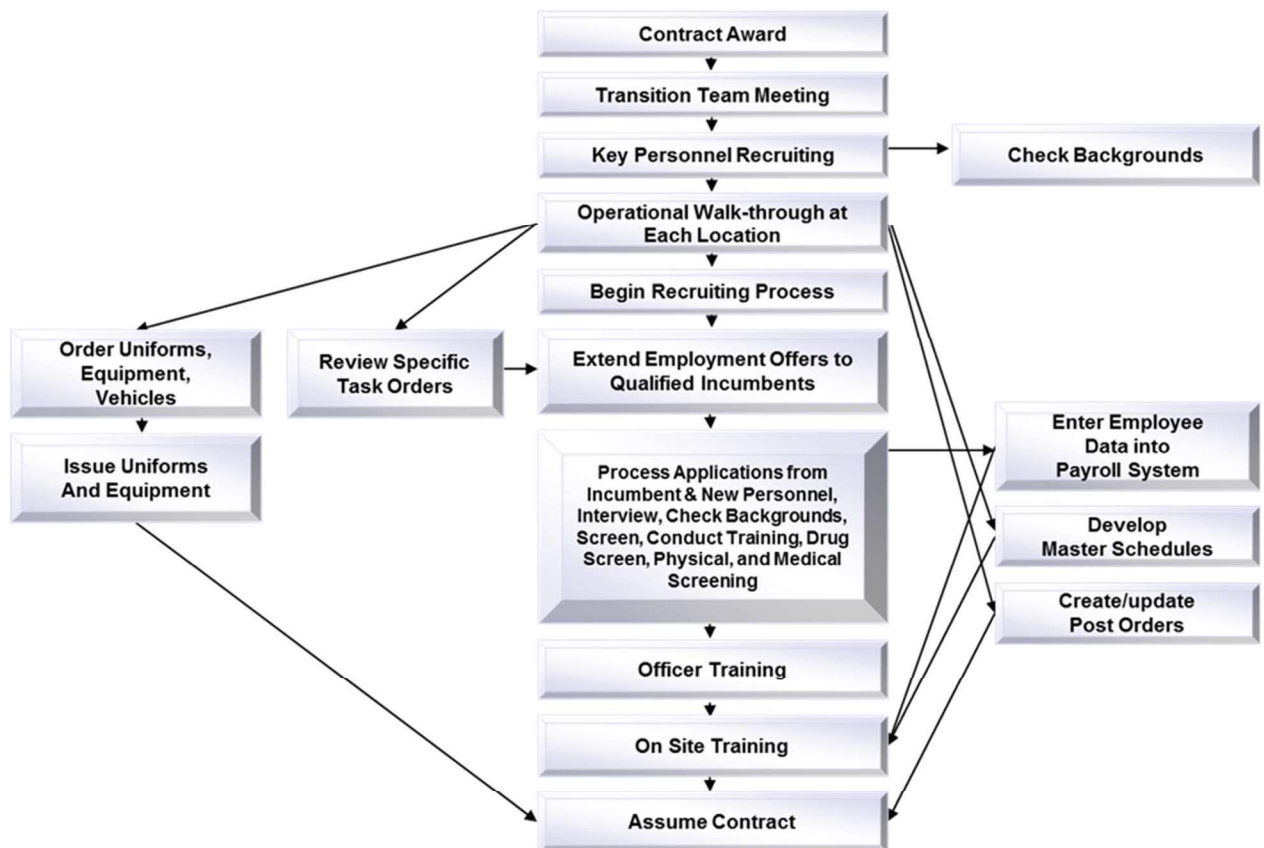 Contract Award
Transition Team Meeting
Key Personnel Recruiting
Check Backgrounds
Operational Walk-through at
Each Location
Begin Recruiting Process
Order Uniforms,
Equipment,
Vehicles
Review Specific
Task Orders
Extend Employment Offers to
Qualified Incumbents
Issue Uniforms
And Equipment
Process Applications from
Incumbent & New Personnel,
Interview, Check Backgrounds,
Screen, Conduct Training, Drug
Screen, Physical, and Medical
Screening
Enter Employee
Data into
Payroll System
Develop
Master Schedules
Create/update
Post Orders
Officer Training
On Site Training
Assume Contract